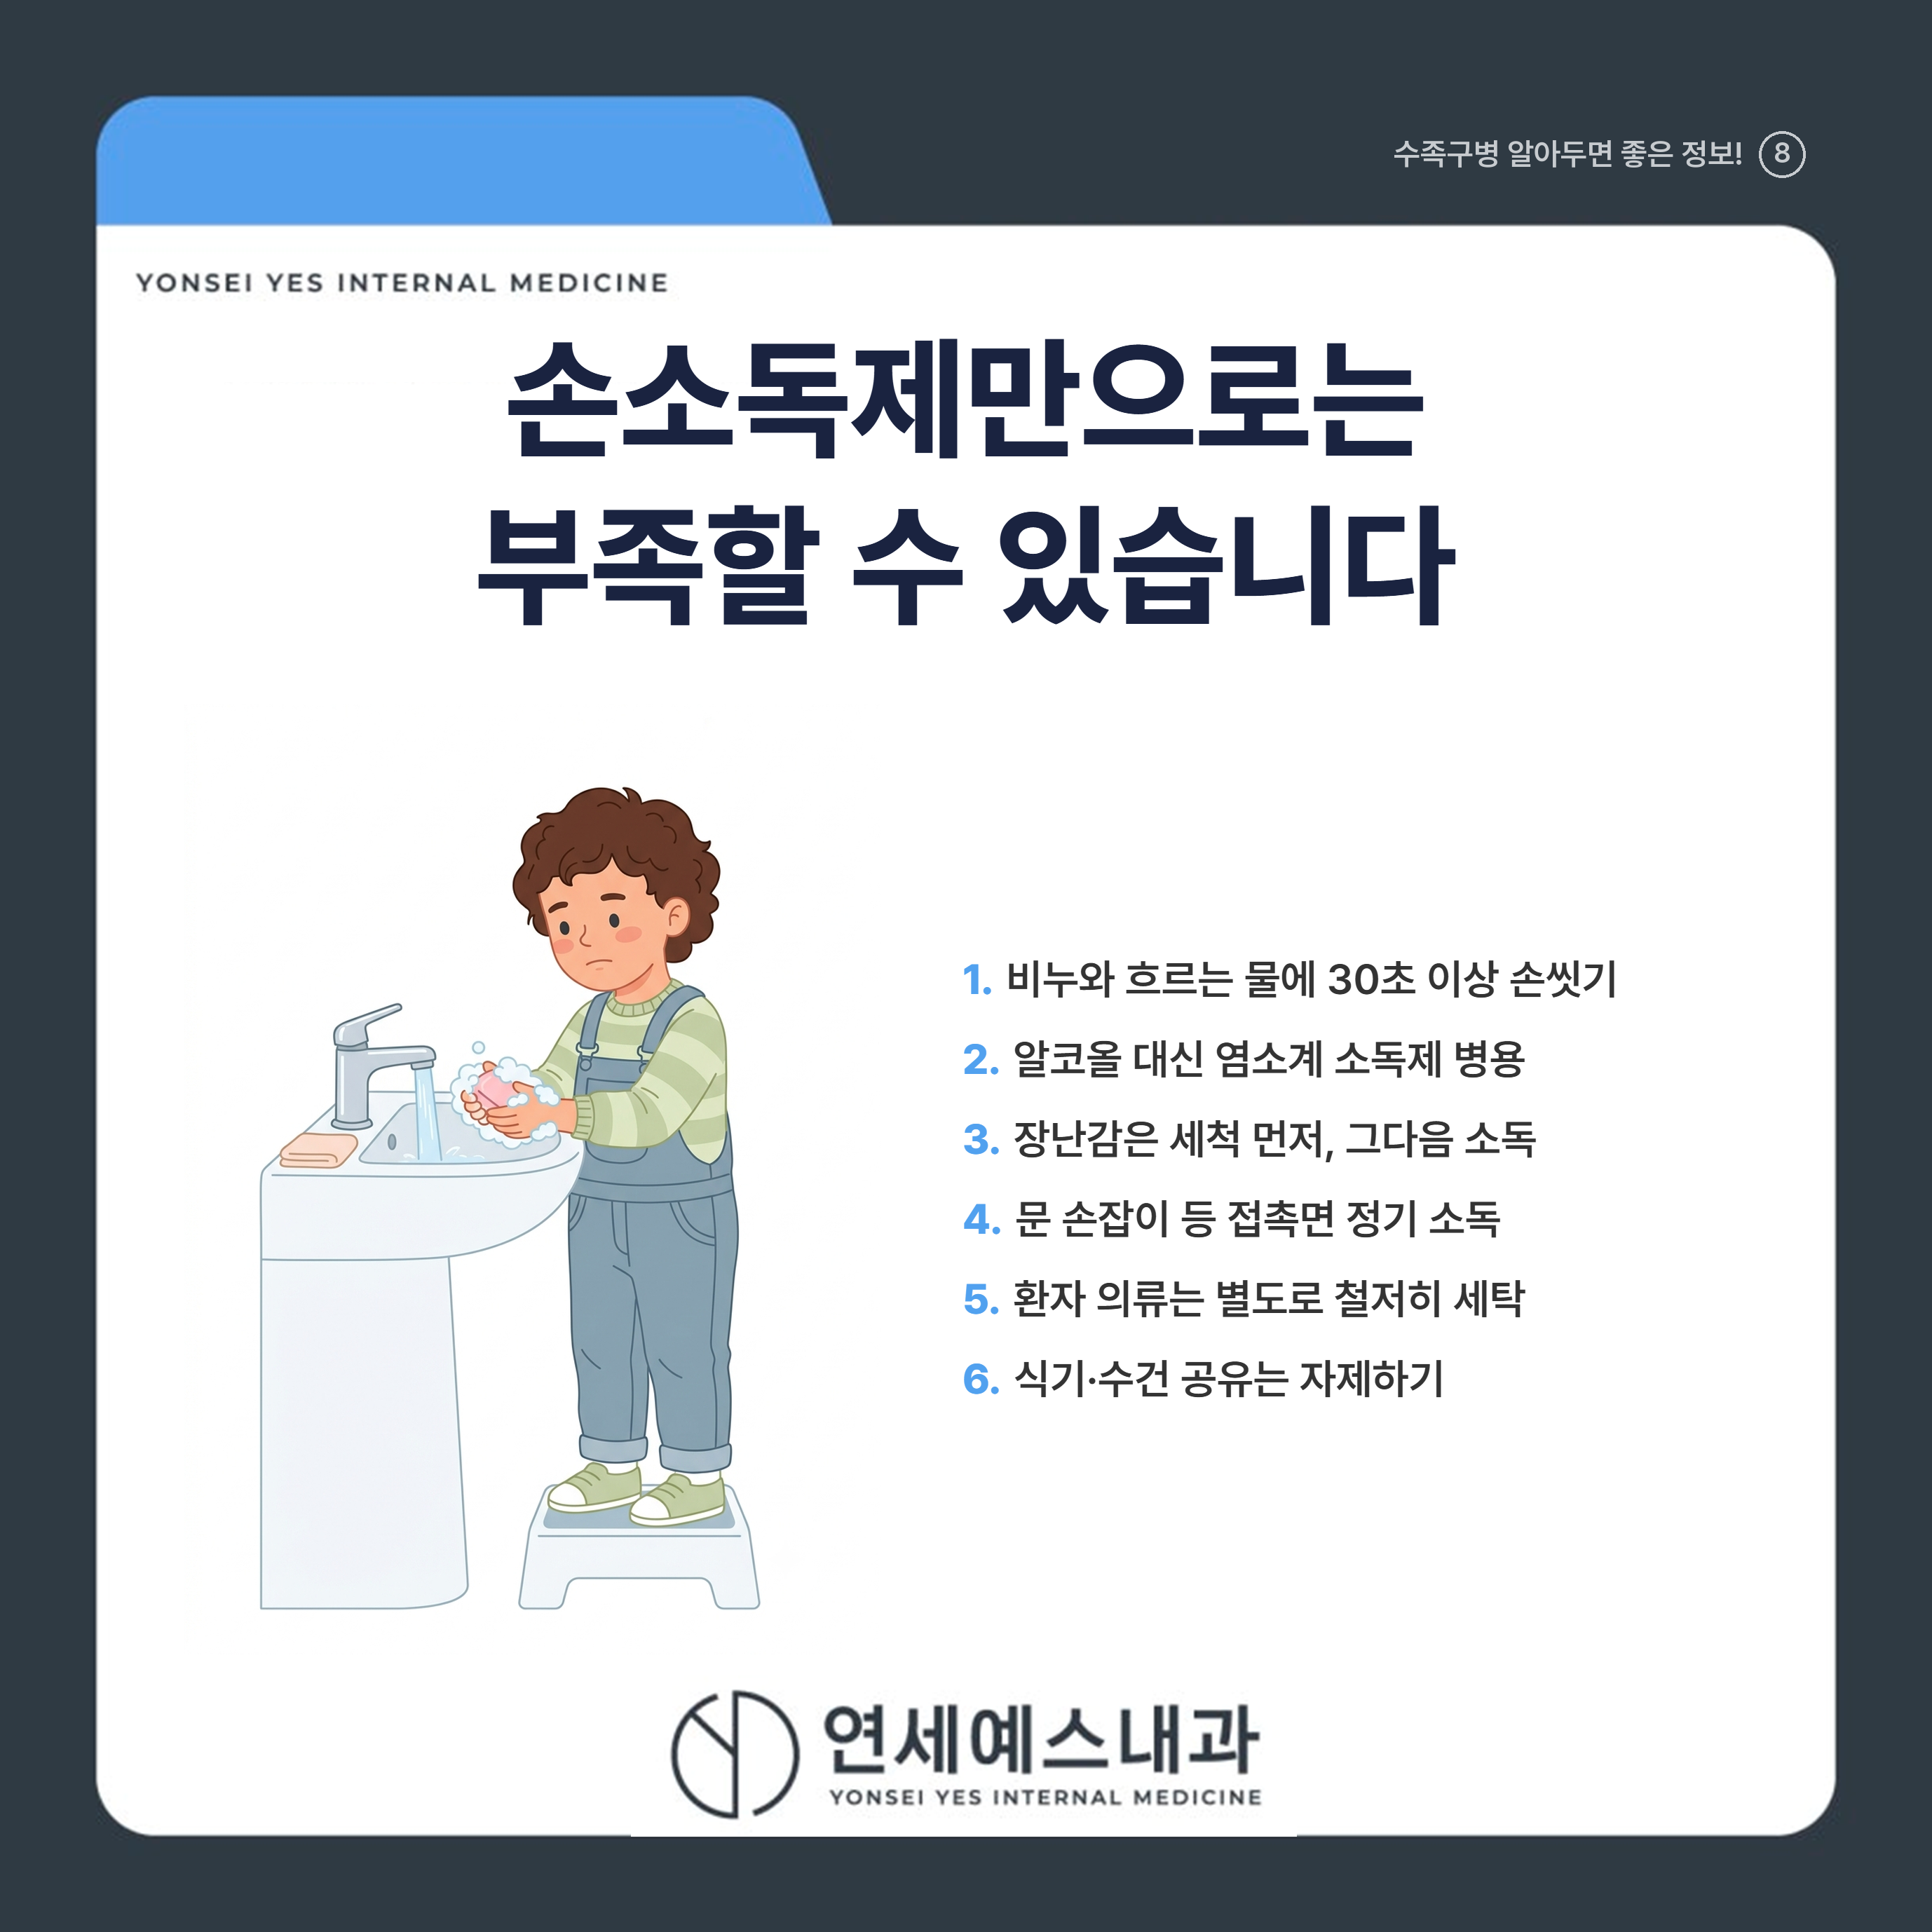 수족구병 알아두면 좋은 정보! 8
YONSEI YES INTERNAL MEDICINE
손소독제만으로는
부족할 수 있습니다
1. 비누와 흐르는 물에 30초 이상 손씻기
2. 알코올 대신 염소계 소독제 병용
3. 장난감은 세척 먼저, 그다음 소독
4. 문 손잡이 등 접촉면 정기 소독
5. 환자 의류는 별도로 철저히 세탁
6. 식기·수건 공유는 자제하기
연세예스내과
YONSEI YES INTERNAL MEDICINE